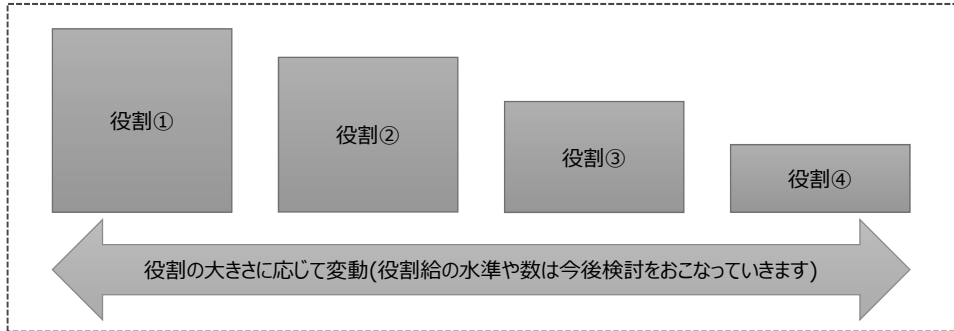 役割①
役割②
役割③
役割④
役割の大きさに応じて変動(役割給の水準や数は今後検討をおこなっていきます)